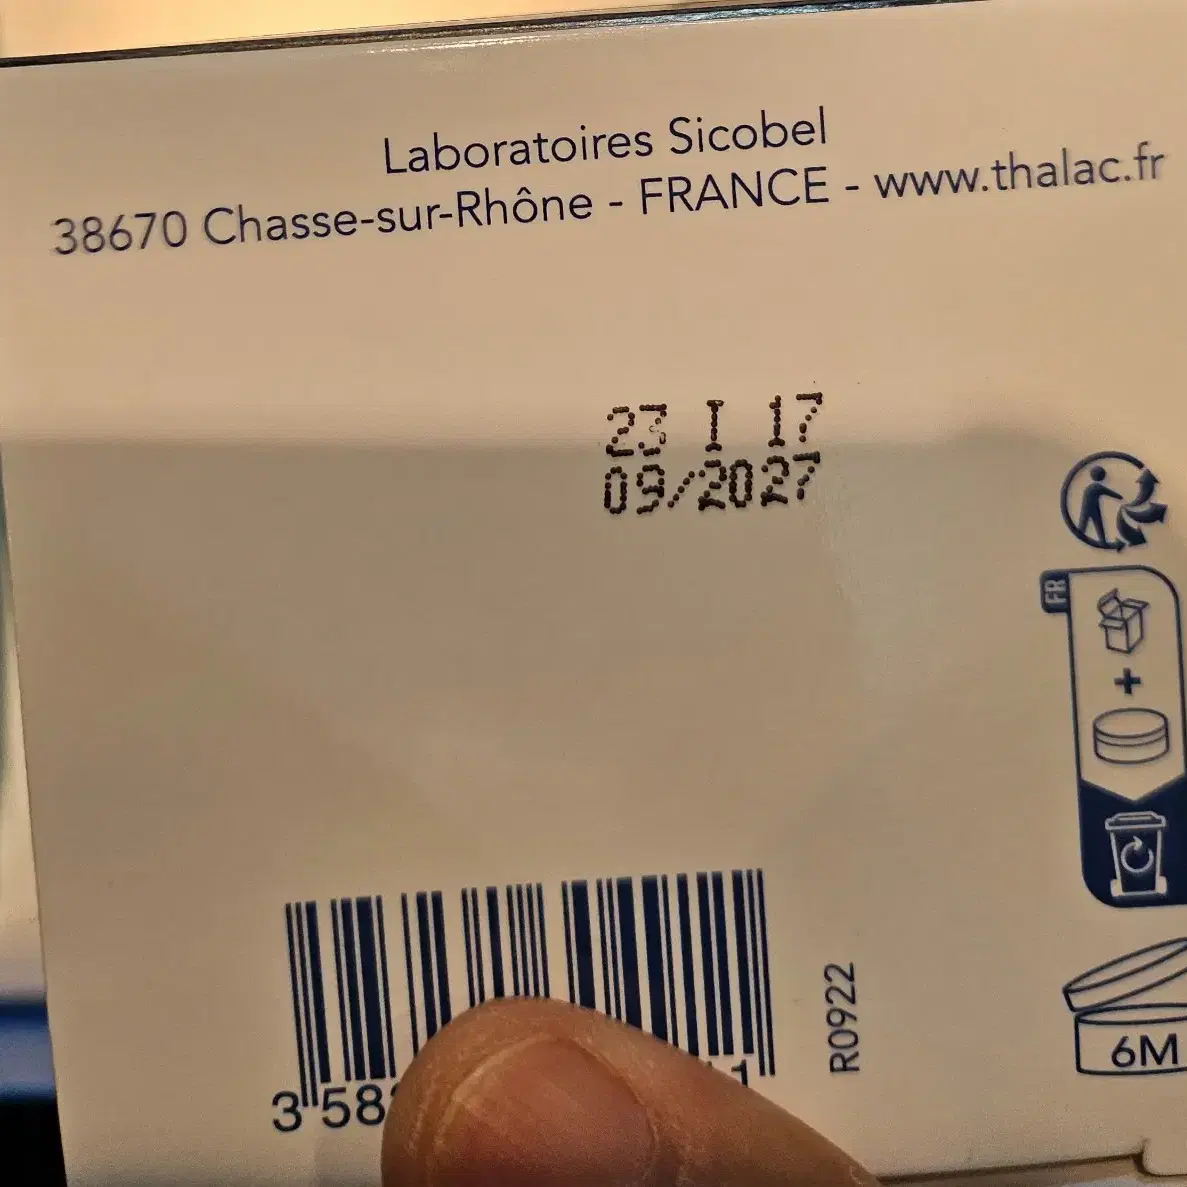 Laboratoires Sicobel
38670 Chasse-sur-Rhône - FRANCE - www.thalac.fr
23 I 17
09/2027
FR
R0922
6M
3 58
1